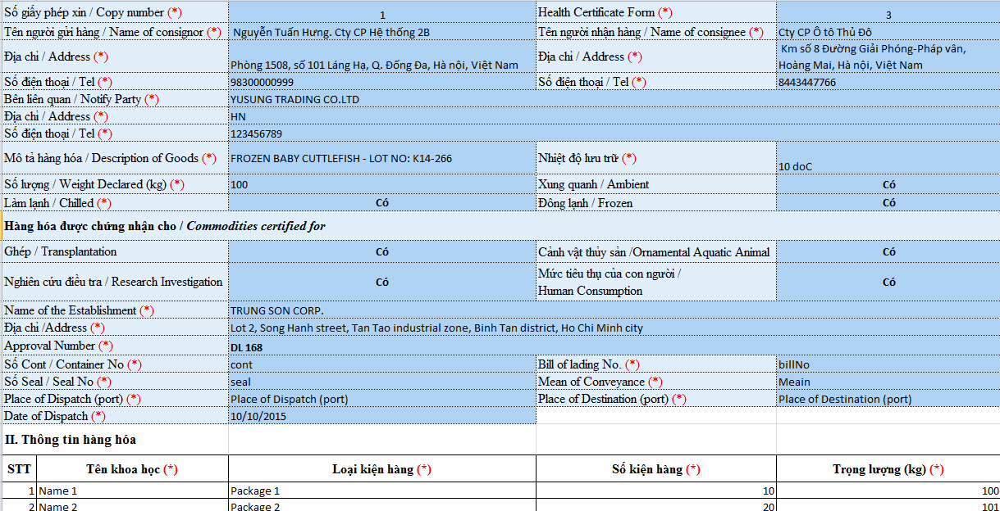 Số giấy phép xin / Copy number (*) 1 Health Certificate Form (*) 3
Tên người gửi hàng / Name of consignor (*) Nguyễn Tuấn Hưng. Cty CP Hệ thống 2B Tên người nhận hàng / Name of consignee (*) Cty CP Ô tô Thủ Đô
Địa chỉ / Address (*) Phòng 1508, số 101 Láng Hạ, Q. Đống Đa, Hà nội, Việt Nam Địa chỉ / Address (*) Km số 8 Đường Giải Phóng-Pháp vân,
Hoàng Mai, Hà nội, Việt Nam
Số điện thoại / Tel (*) 98300000999 Số điện thoại / Tel (*) 8443447766
Bên liên quan / Notify Party (*) YUSUNG TRADING CO.LTD
Địa chỉ / Address (*) HN
Số điện thoại / Tel (*) 123456789
Mô tả hàng hóa / Description of Goods (*) FROZEN BABY CUTTLEFISH - LOT NO: K14-266 Nhiệt độ lưu trữ (*) 10 doC
Số lượng / Weight Declared (kg) (*) 100 Xung quanh / Ambient Có
Làm lạnh / Chilled (*) Có Đông lạnh / Frozen Có
Hàng hóa được chứng nhận cho / Commodities certified for
Ghép / Transplantation Có Cảnh vật thủy sản /Ornamental Aquatic Animal Có
Nghiên cứu điều tra / Research Investigation Có Mức tiêu thụ của con người /
Human Consumption Có
Name of the Establishment (*) TRUNG SON CORP.
Địa chỉ /Address (*) Lot 2, Song Hanh street, Tan Tao industrial zone, Binh Tan district, Ho Chi Minh city
Approval Number (*) DL 168
Số Cont / Container No (*) cont Bill of lading No. (*) billNo
Số Seal / Seal No (*) seal Mean of Conveyance (*) Meain
Place of Dispatch (port) (*) Place of Dispatch (port) Place of Destination (port) (*) Place of Destination (port)
Date of Dispatch (*) 10/10/2015
II. Thông tin hàng hóa
STT Tên khoa học (*) Loại kiện hàng (*) Số kiện hàng (*) Trọng lượng (kg) (*)
1 Name 1 Package 1 10 100
2 Name 2 Package 2 20 101